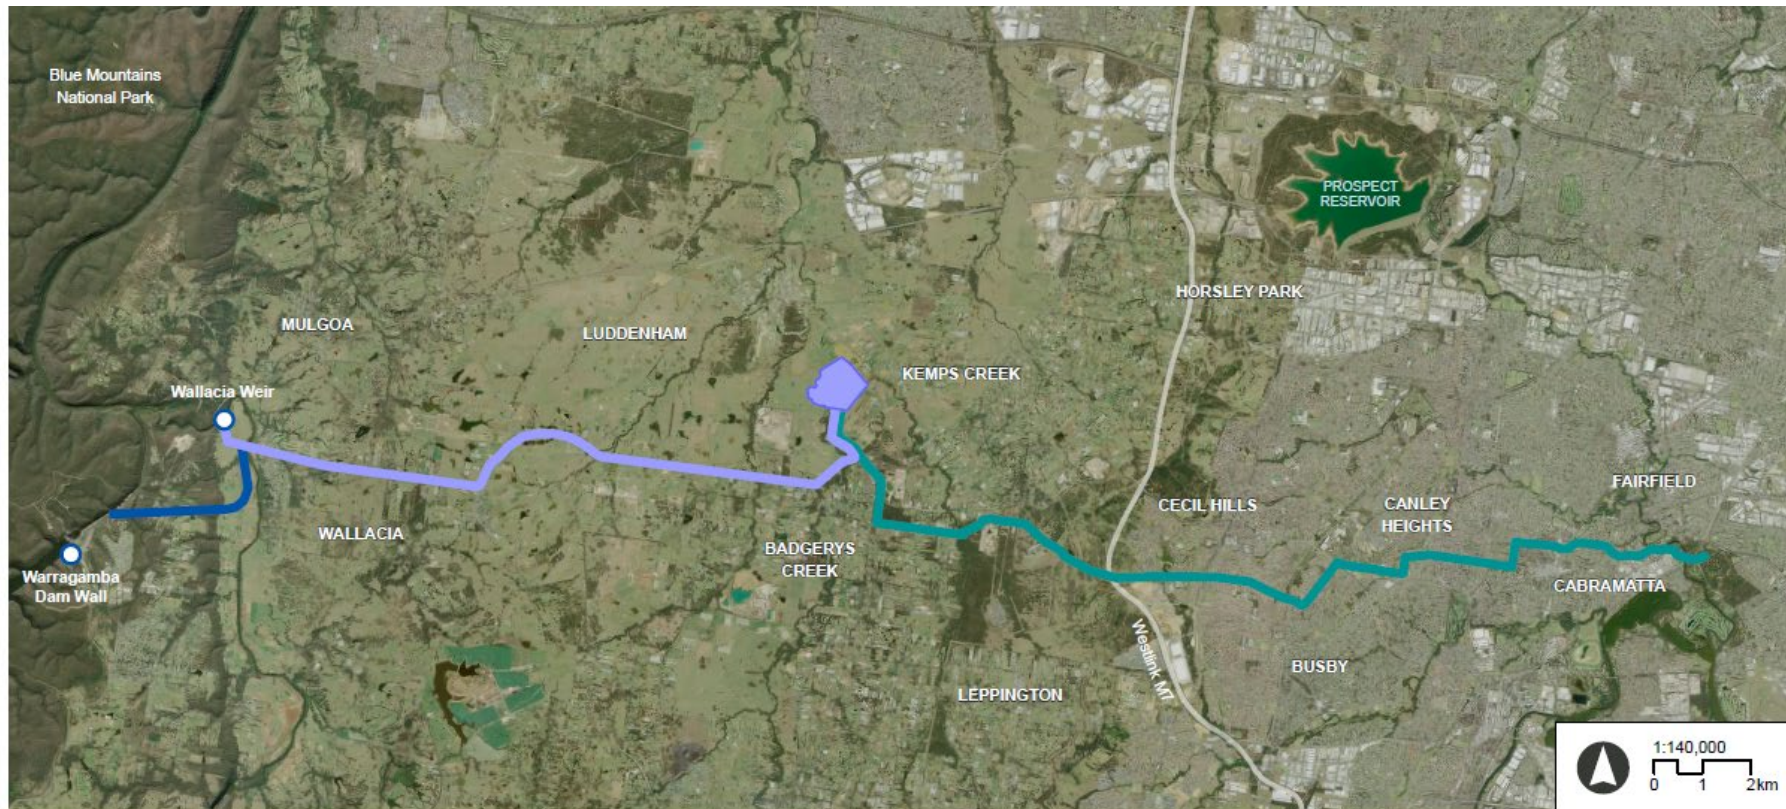 Blue Mountains
National Park
PROSPECT
RESERVOIR
HORSLEY PARK
MULGOA
LUDDENHAM
KEMPS CREEK
Wallacia Weir
FAIRFIELD
CECIL HILLS
CANLEY
HEIGHTS
WALLACIA
BADGERYS
CREEK
Warragamba
Dam Wall
CABRAMATTA
Westlink M7
BUSBY
LEPPINGTON
1:140,000
0 1 2km